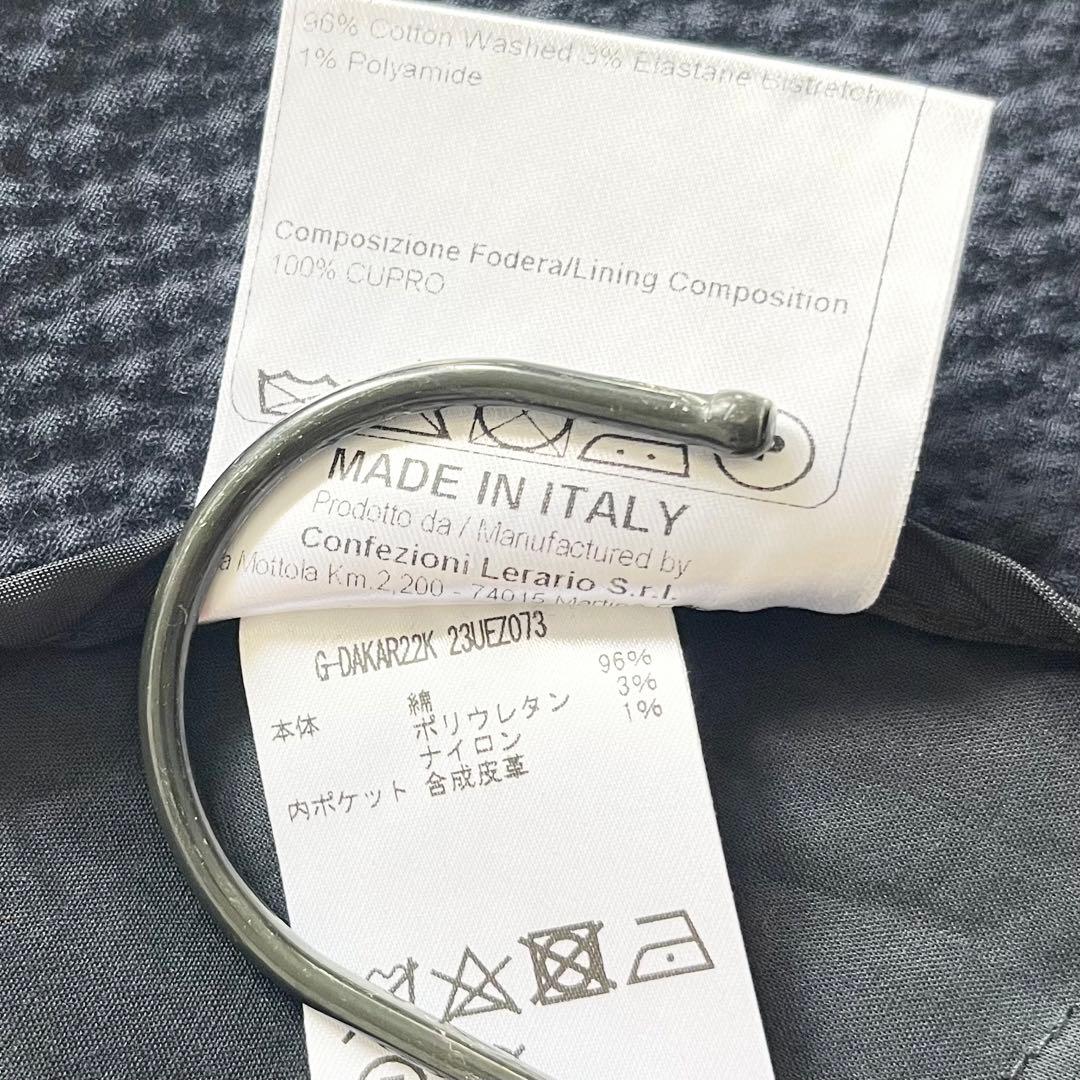 96% Cotton Washed 3% Elastane Bistretch
1% Polyamide
Composizione Fodera/Lining Composition
100% CUPRO
MADE IN ITALY
Prodotto da / Manufactured by
Confezioni Lerario S.r.l.
a Mottola Km.2,200 - 74015
G-DAKAR22K 23UEZ073
本体 綿 96%
ポリウレタン 3%
ナイロン 1%
内ポケット 合成皮革